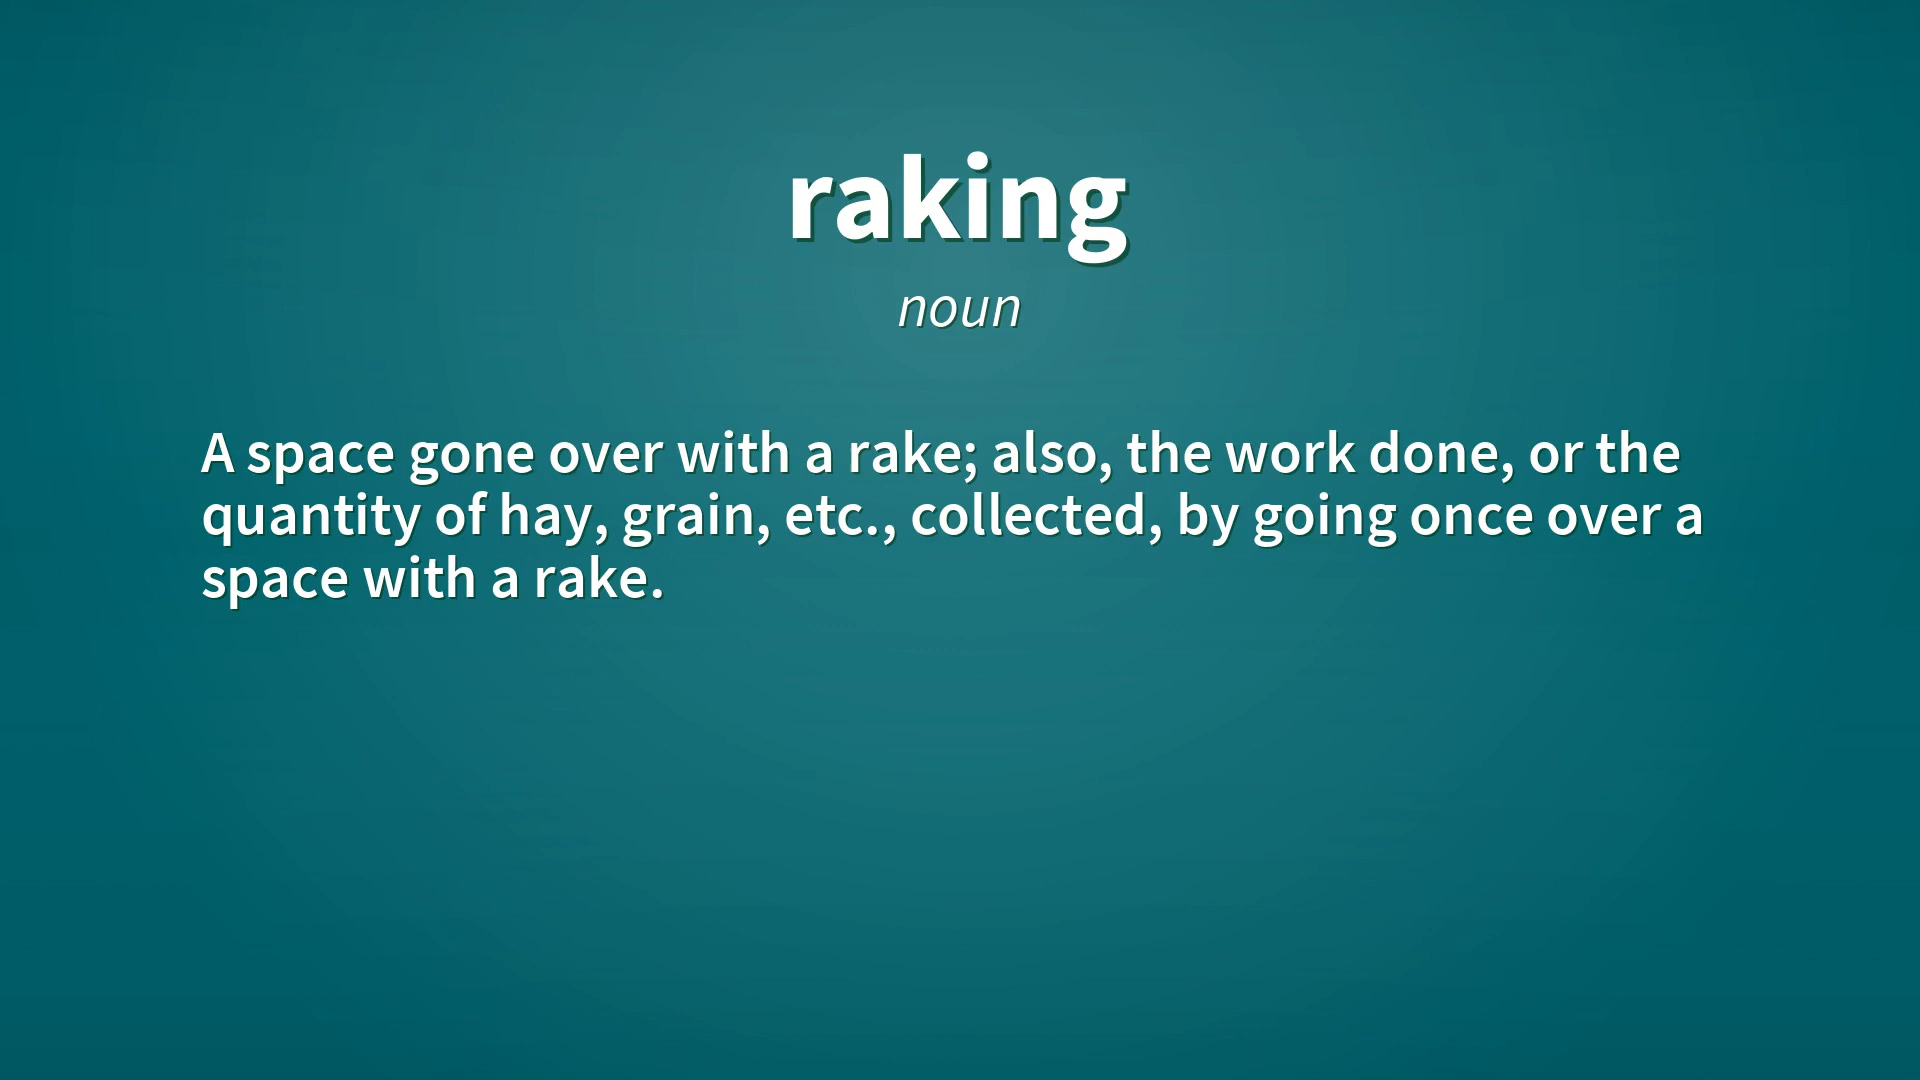 raking
noun
A space gone over with a rake; also, the work done, or the
quantity of hay, grain, etc., collected, by going once over a
space with a rake.